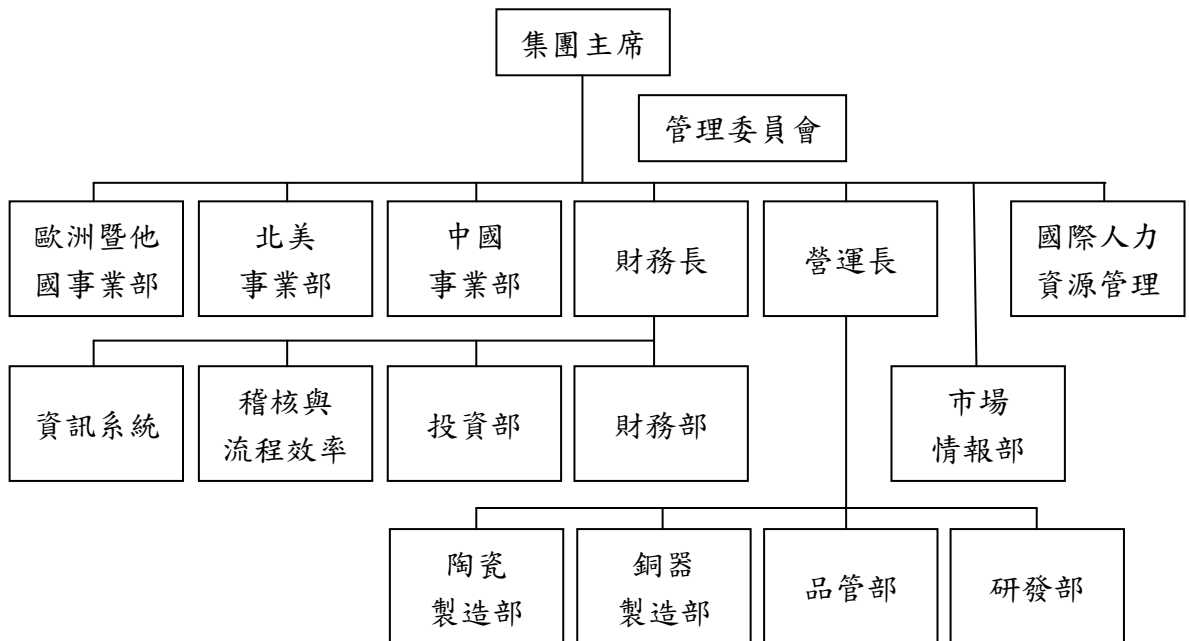 集團主席
管理委員會
歐洲暨他
國事業部
北美
事業部
中國
事業部
財務長
營運長
國際人力
資源管理
資訊系統
稽核與
流程效率
投資部
財務部
市場
情報部
陶瓷
製造部
銅器
製造部
品管部
研發部